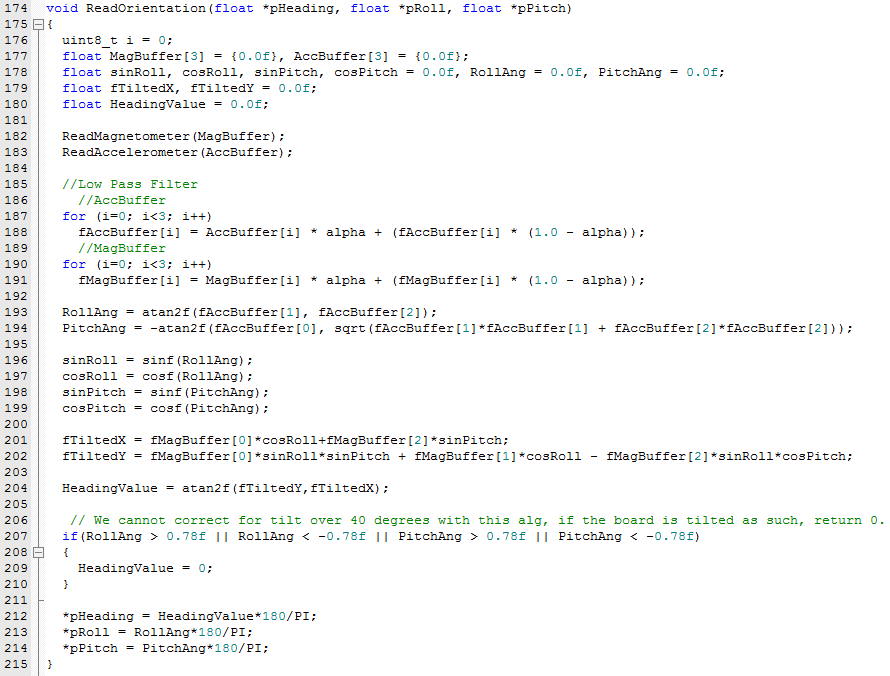 174 void ReadOrientation(float *pHeading, float *pRoll, float *pPitch)
175 {
176   uint8_t i = 0;
177   float MagBuffer[3] = {0.0f}, AccBuffer[3] = {0.0f};
178   float sinRoll, cosRoll, sinPitch, cosPitch = 0.0f, RollAng = 0.0f, PitchAng = 0.0f;
179   float fTiltedX, fTiltedY = 0.0f;
180   float HeadingValue = 0.0f;
181
182   ReadMagnetometer(MagBuffer);
183   ReadAccelerometer(AccBuffer);
184
185   //Low Pass Filter
186     //AccBuffer
187   for (i=0; i<3; i++)
188     fAccBuffer[i] = AccBuffer[i] * alpha + (fAccBuffer[i] * (1.0 - alpha));
189     //MagBuffer
190   for (i=0; i<3; i++)
191     fMagBuffer[i] = MagBuffer[i] * alpha + (fMagBuffer[i] * (1.0 - alpha));
192
193   RollAng = atan2f(fAccBuffer[1], fAccBuffer[2]);
194   PitchAng = -atan2f(fAccBuffer[0], sqrt(fAccBuffer[1]*fAccBuffer[1] + fAccBuffer[2]*fAccBuffer[2]));
195
196   sinRoll = sinf(RollAng);
197   cosRoll = cosf(RollAng);
198   sinPitch = sinf(PitchAng);
199   cosPitch = cosf(PitchAng);
200
201   fTiltedX = fMagBuffer[0]*cosRoll+fMagBuffer[2]*sinPitch;
202   fTiltedY = fMagBuffer[0]*sinRoll*sinPitch + fMagBuffer[1]*cosRoll - fMagBuffer[2]*sinRoll*cosPitch;
203
204   HeadingValue = atan2f(fTiltedY,fTiltedX);
205
206    // We cannot correct for tilt over 40 degrees with this alg, if the board is tilted as such, return 0.
207   if(RollAng > 0.78f || RollAng < -0.78f || PitchAng > 0.78f || PitchAng < -0.78f)
208   {
209     HeadingValue = 0;
210   }
211
212   *pHeading = HeadingValue*180/PI;
213   *pRoll = RollAng*180/PI;
214   *pPitch = PitchAng*180/PI;
215 }